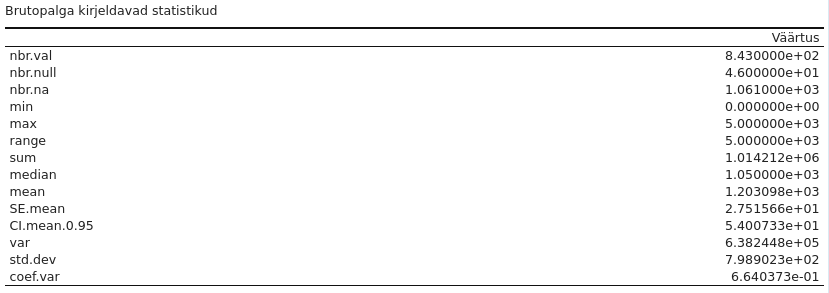 Brutopalga kirjeldavad statistikud
Väärtus
nbr.val 8.430000e+02
nbr.null 4.600000e+01
nbr.na 1.061000e+03
min 0.000000e+00
max 5.000000e+03
range 5.000000e+03
sum 1.014212e+06
median 1.050000e+03
mean 1.203098e+03
SE.mean 2.751566e+01
CI.mean.0.95 5.400733e+01
var 6.382448e+05
std.dev 7.989023e+02
coef.var 6.640373e-01